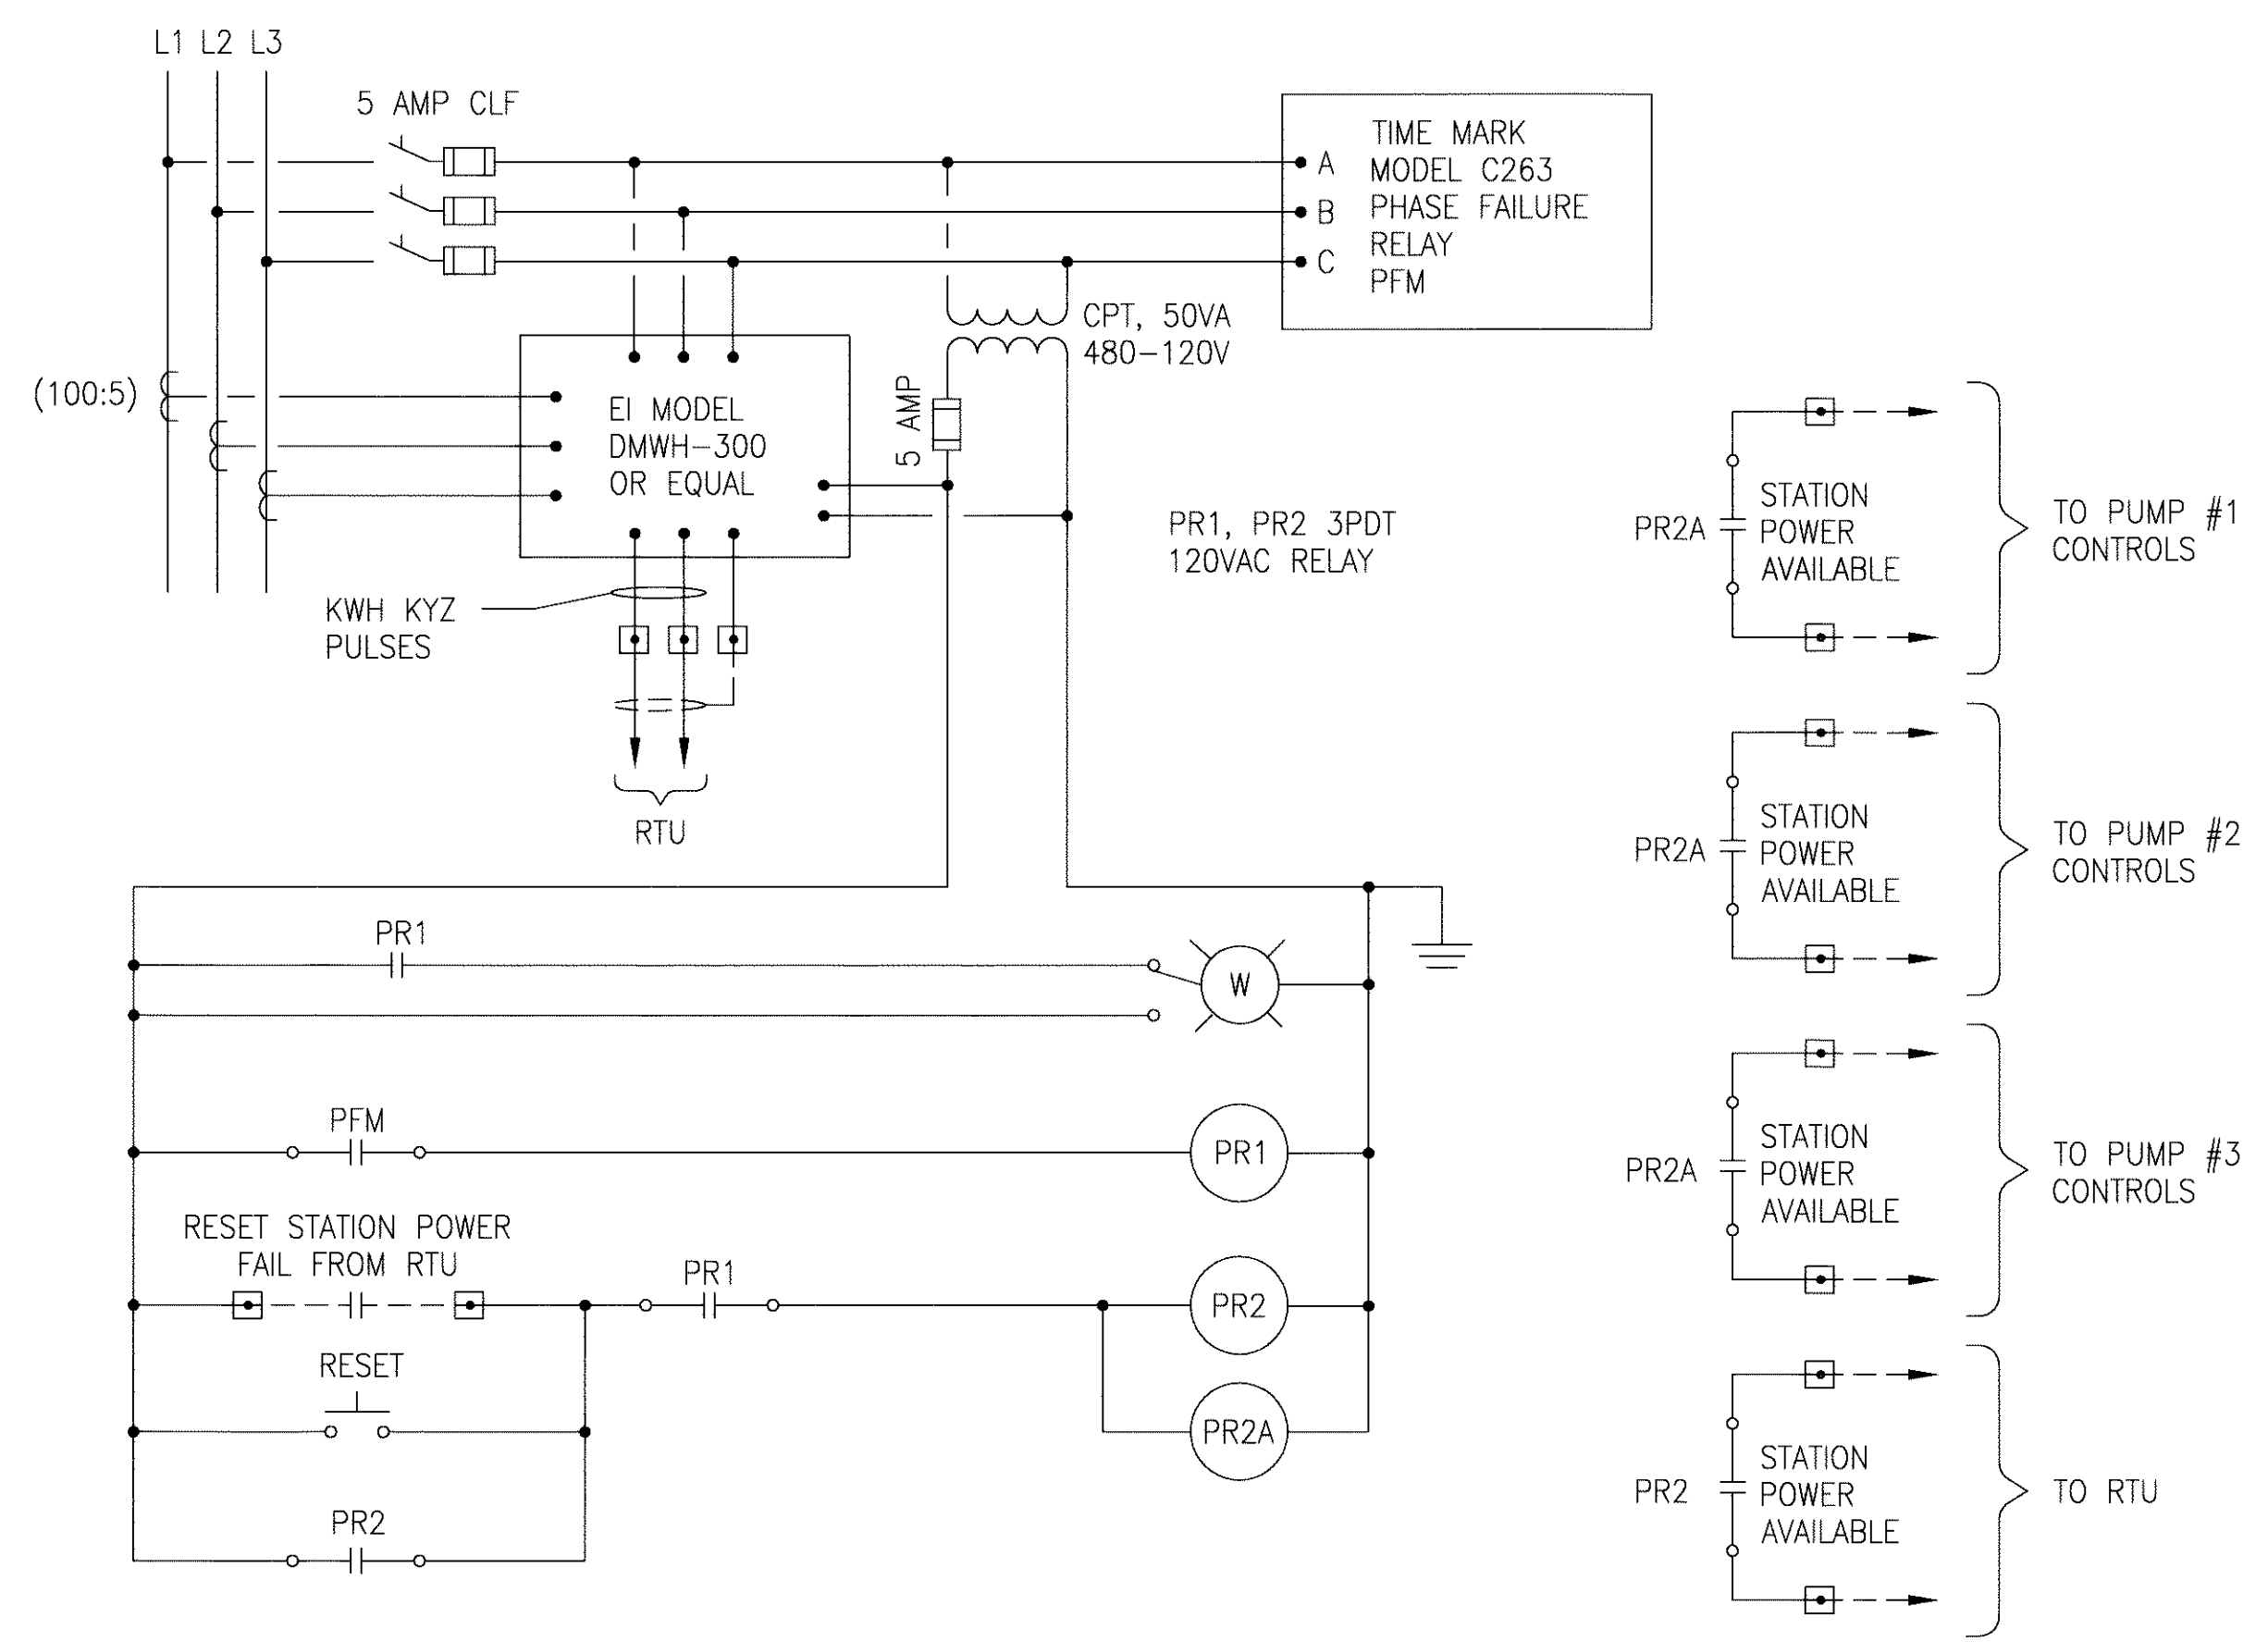 L1 L2 L3
5 AMP CLF
A
B
C
TIME MARK
MODEL C263
PHASE FAILURE
RELAY
PFM
CPT, 50VA
480-120V
(100:5)
EI MODEL
DMWH-300
OR EQUAL
5 AMP
PR1, PR2 3PDT
120VAC RELAY
KWH KYZ
PULSES
RTU
PR1
W
PFM
PR1
RESET STATION POWER
FAIL FROM RTU
PR1
PR2
RESET
PR2A
PR2
PR2A
STATION
POWER
AVAILABLE
TO PUMP #1
CONTROLS
PR2A
STATION
POWER
AVAILABLE
TO PUMP #2
CONTROLS
PR2A
STATION
POWER
AVAILABLE
TO PUMP #3
CONTROLS
PR2
STATION
POWER
AVAILABLE
TO RTU